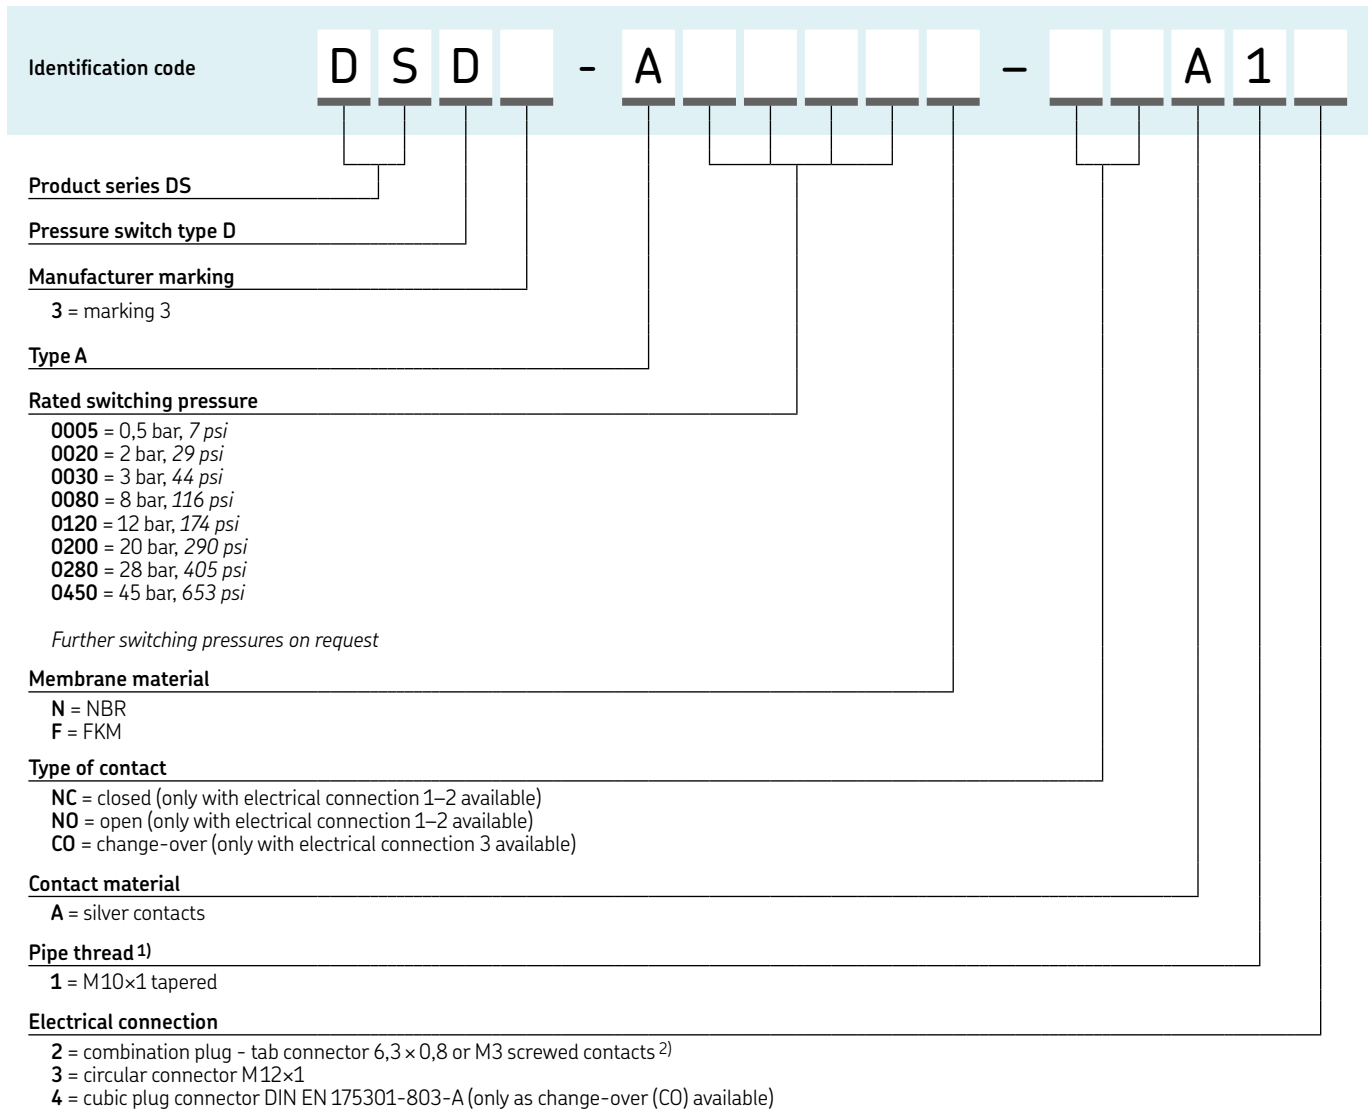 Identification code D S D - A – A 1
Product series DS
Pressure switch type D
Manufacturer marking
3 = marking 3
Type A
Rated switching pressure
0005 = 0,5 bar, 7 psi
0020 = 2 bar, 29 psi
0030 = 3 bar, 44 psi
0080 = 8 bar, 116 psi
0120 = 12 bar, 174 psi
0200 = 20 bar, 290 psi
0280 = 28 bar, 405 psi
0450 = 45 bar, 653 psi
Further switching pressures on request
Membrane material
N = NBR
F = FKM
Type of contact
NC = closed (only with electrical connection 1–2 available)
NO = open (only with electrical connection 1–2 available)
CO = change-over (only with electrical connection 3 available)
Contact material
A = silver contacts
Pipe thread 1)
1 = M10×1 tapered
Electrical connection
2 = combination plug - tab connector 6,3 × 0,8 or M3 screwed contacts 2)
3 = circular connector M12×1
4 = cubic plug connector DIN EN 175301-803-A (only as change-over (CO) available)